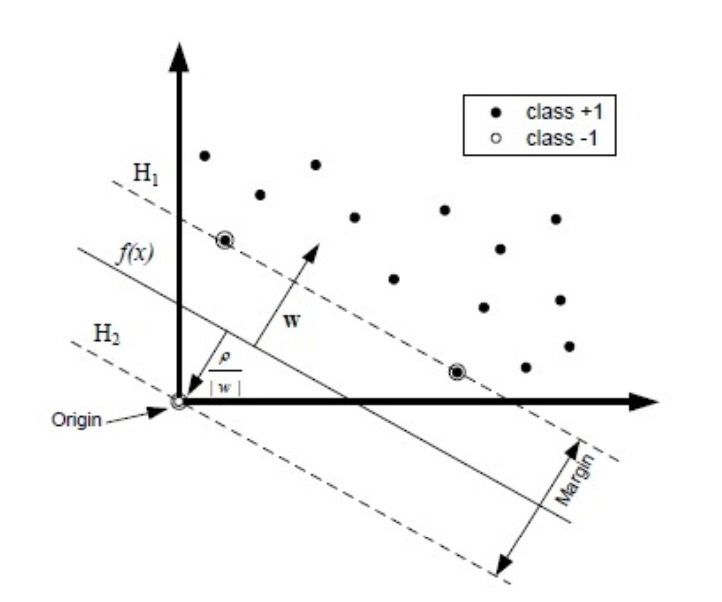 class +1
class -1
H₁
f(x)
w
H₂
ρ
| w |
Origin
Margin